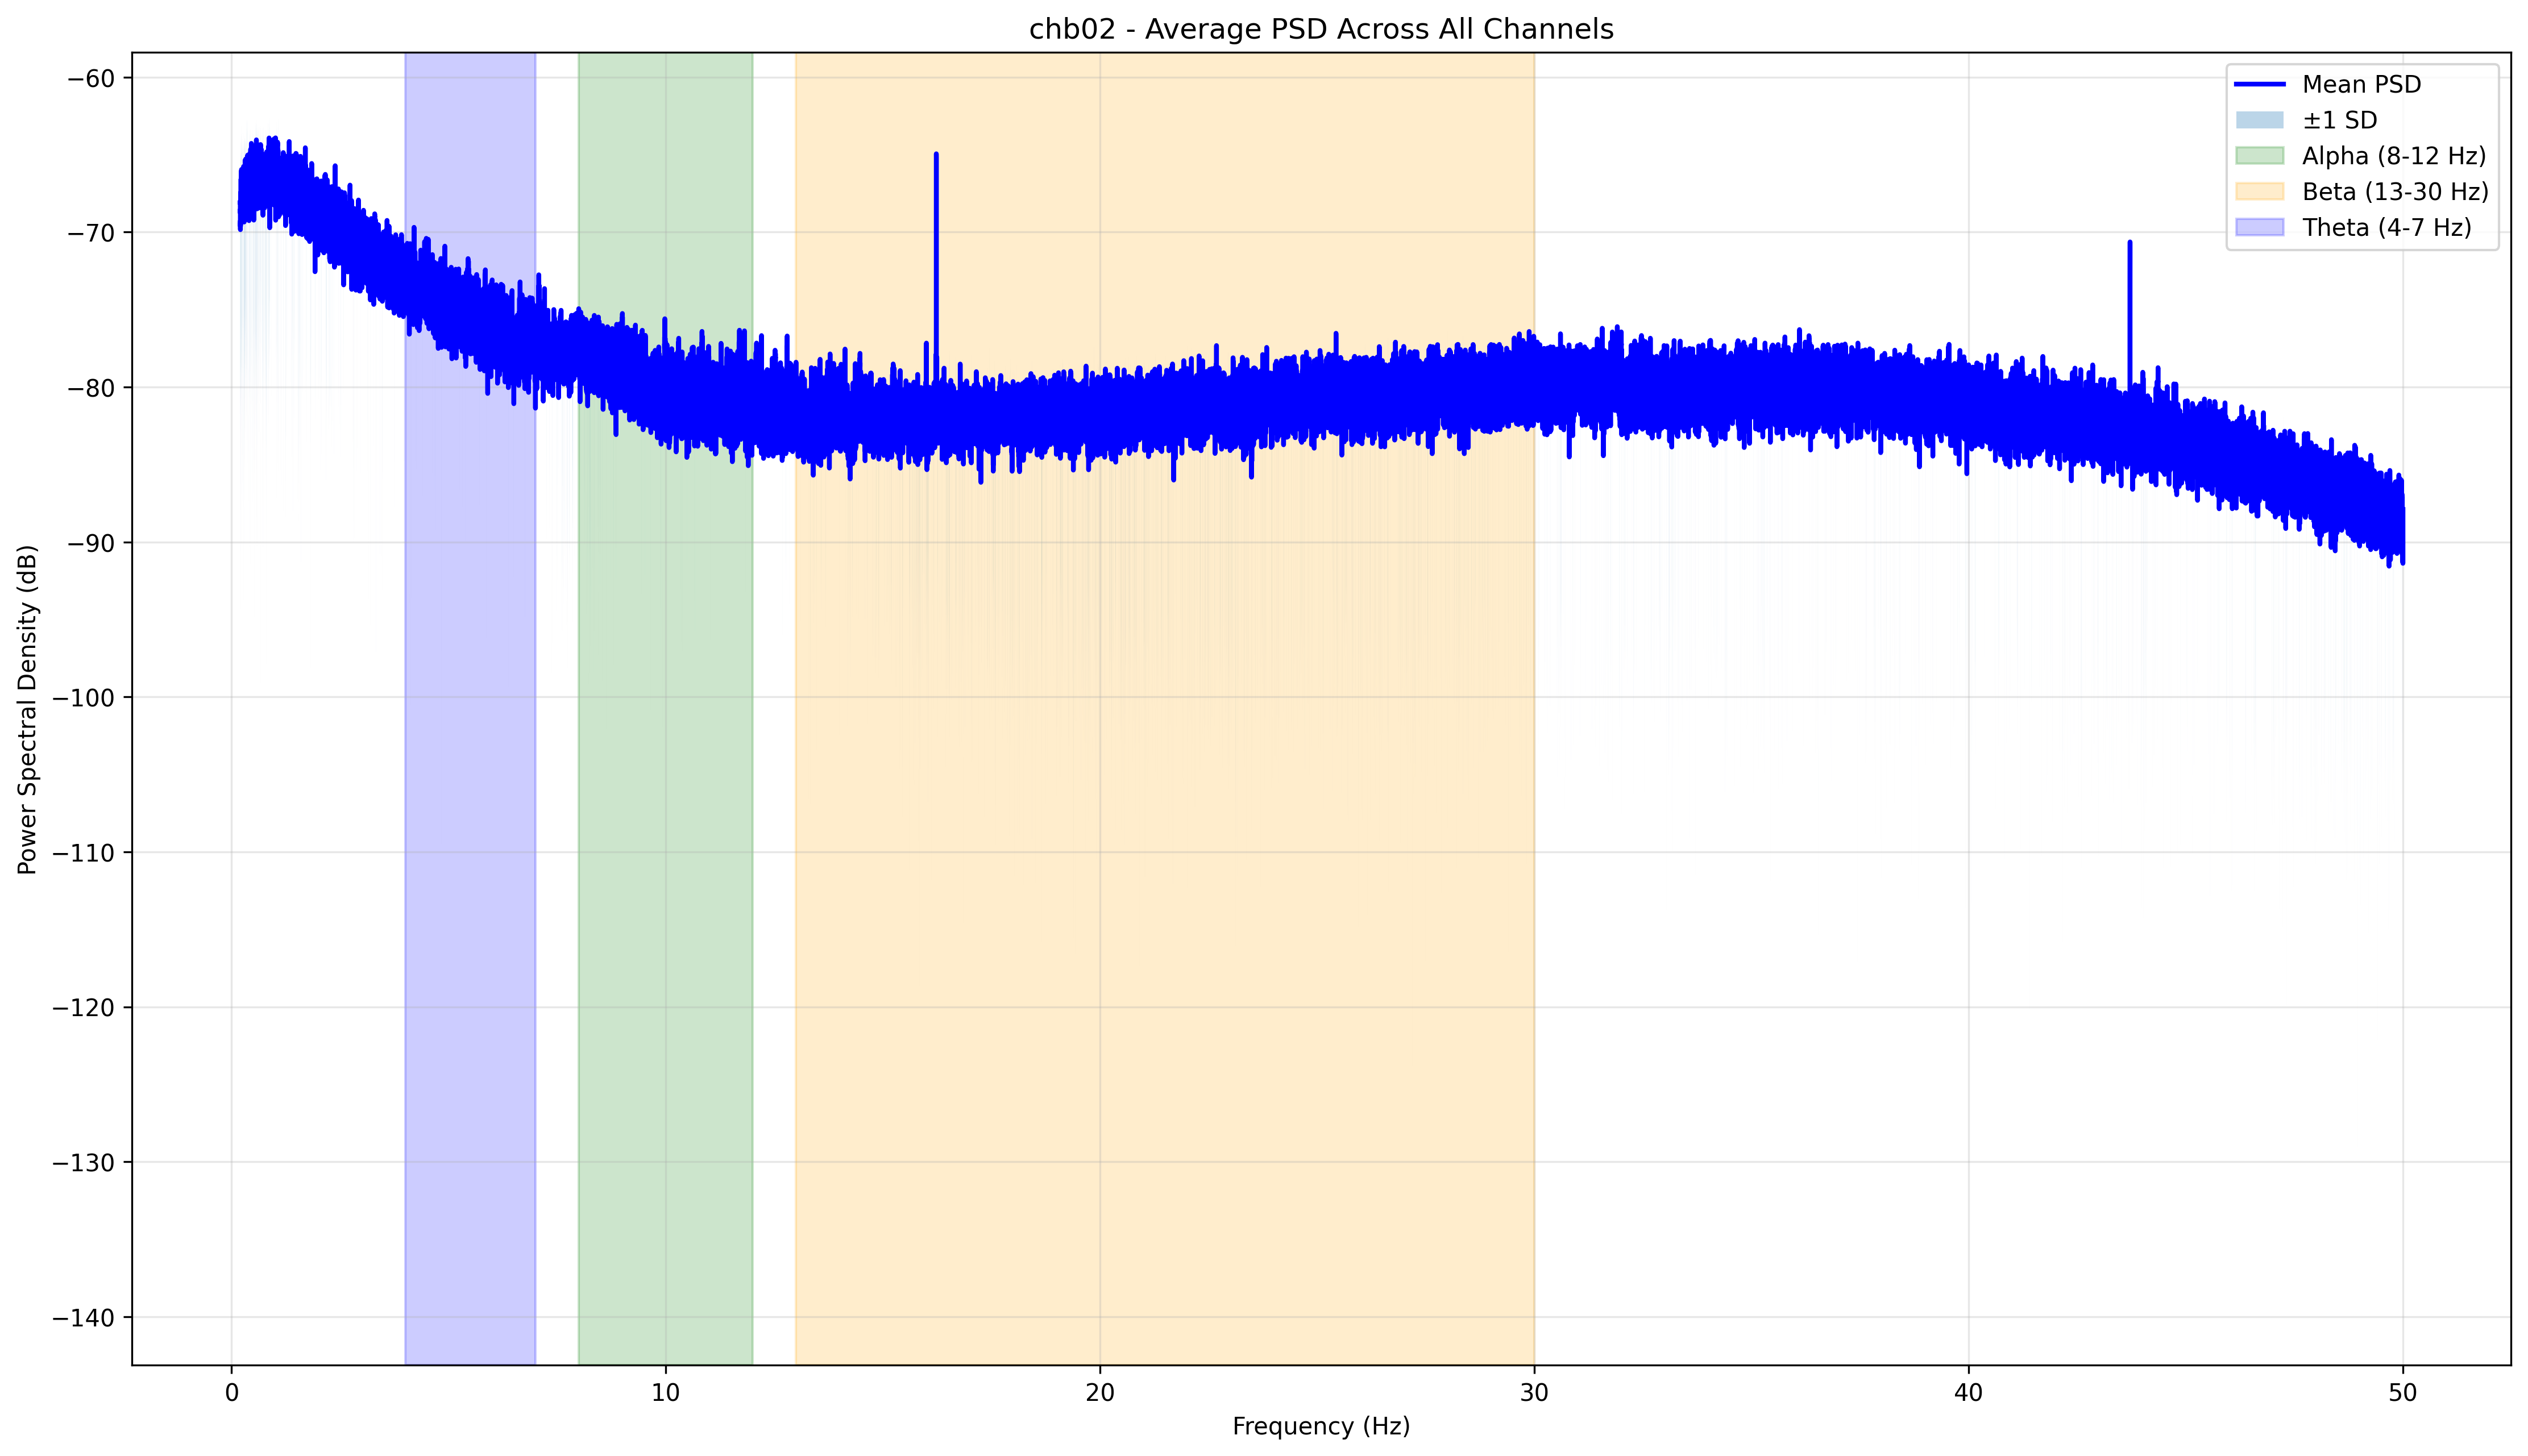 chb02 - Average PSD Across All Channels
Mean PSD
±1 SD
Alpha (8-12 Hz)
Beta (13-30 Hz)
Theta (4-7 Hz)
Power Spectral Density (dB)
−60
−70
−80
−90
−100
−110
−120
−130
−140
0 10 20 30 40 50
Frequency (Hz)